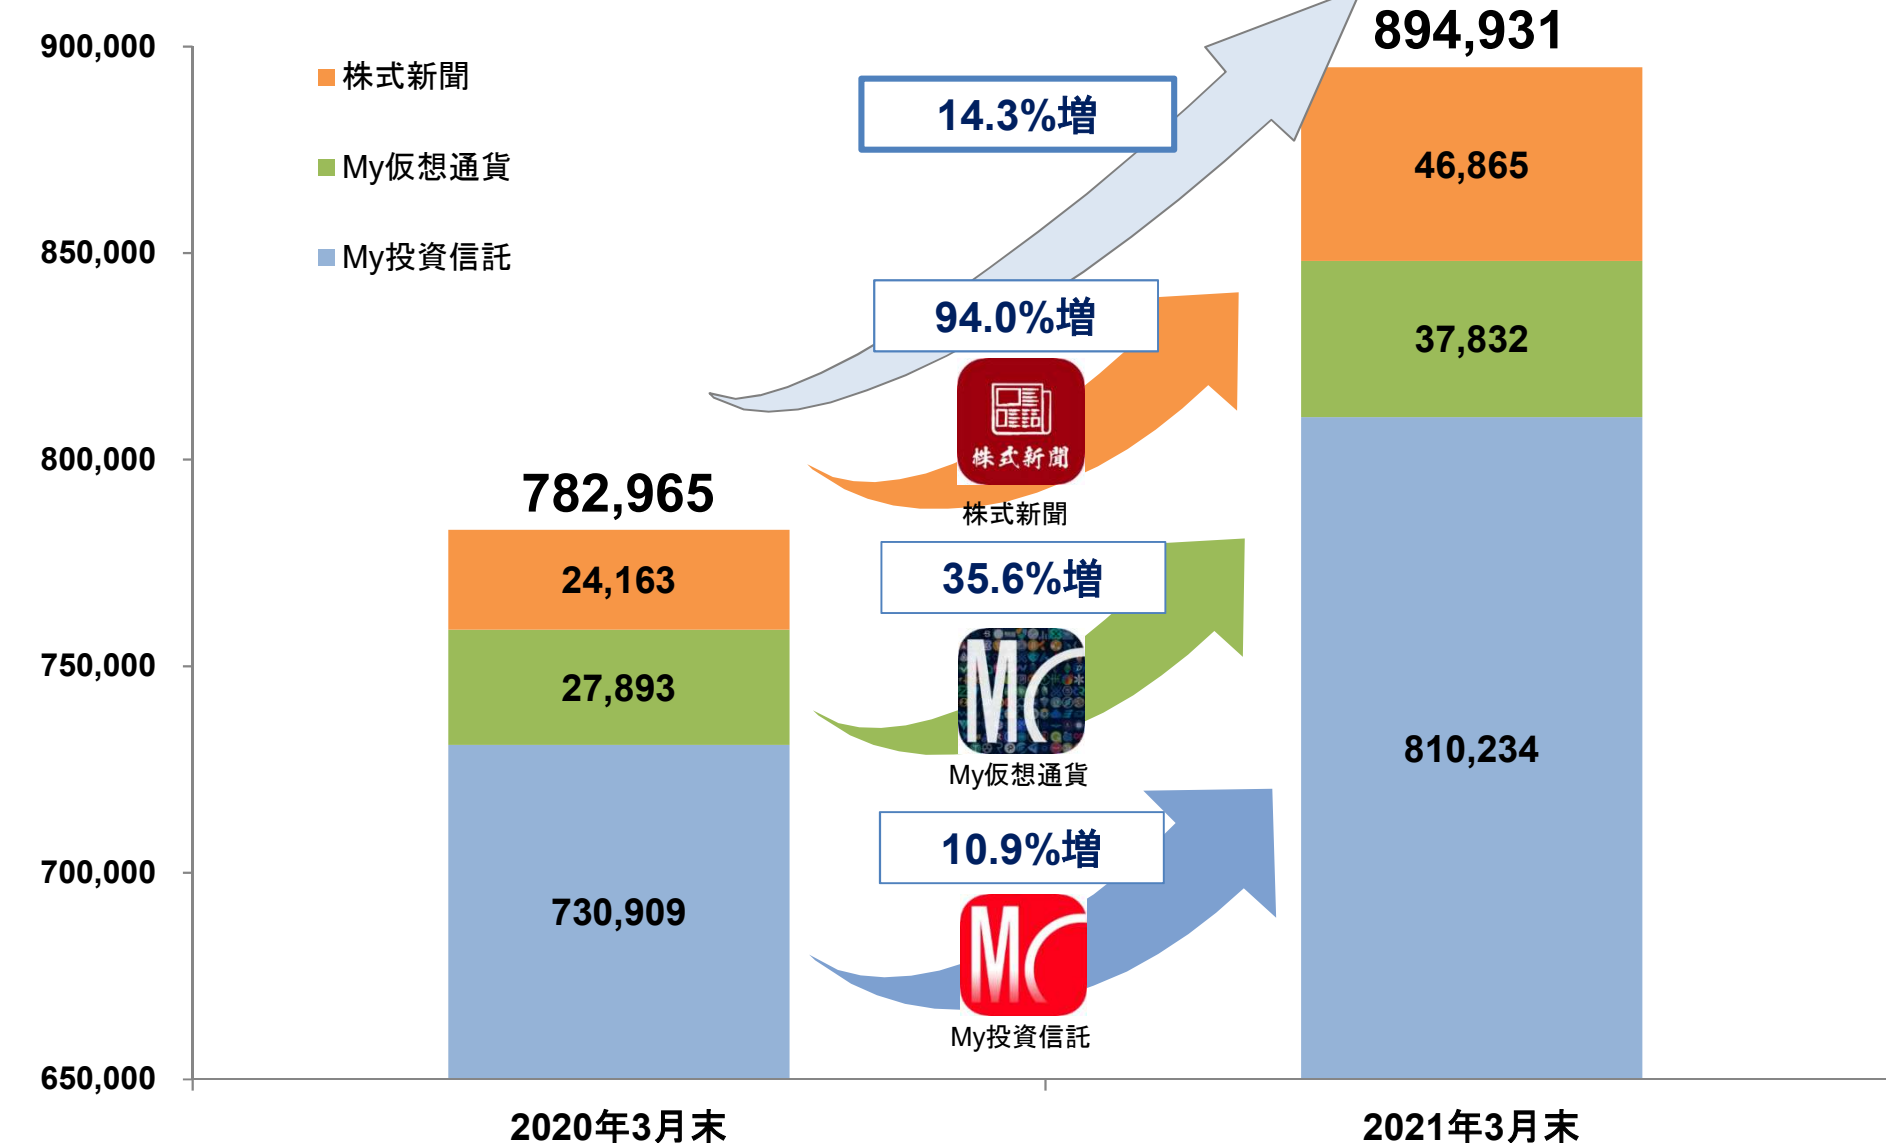 900,000
850,000
800,000
750,000
700,000
650,000
株式新聞
My仮想通貨
My投資信託
782,965
24,163
27,893
730,909
14.3%増
94.0%増
株式新聞
株式新聞
35.6%増
MC
My仮想通貨
10.9%増
MC
My投資信託
894,931
46,865
37,832
810,234
2020年3月末
2021年3月末